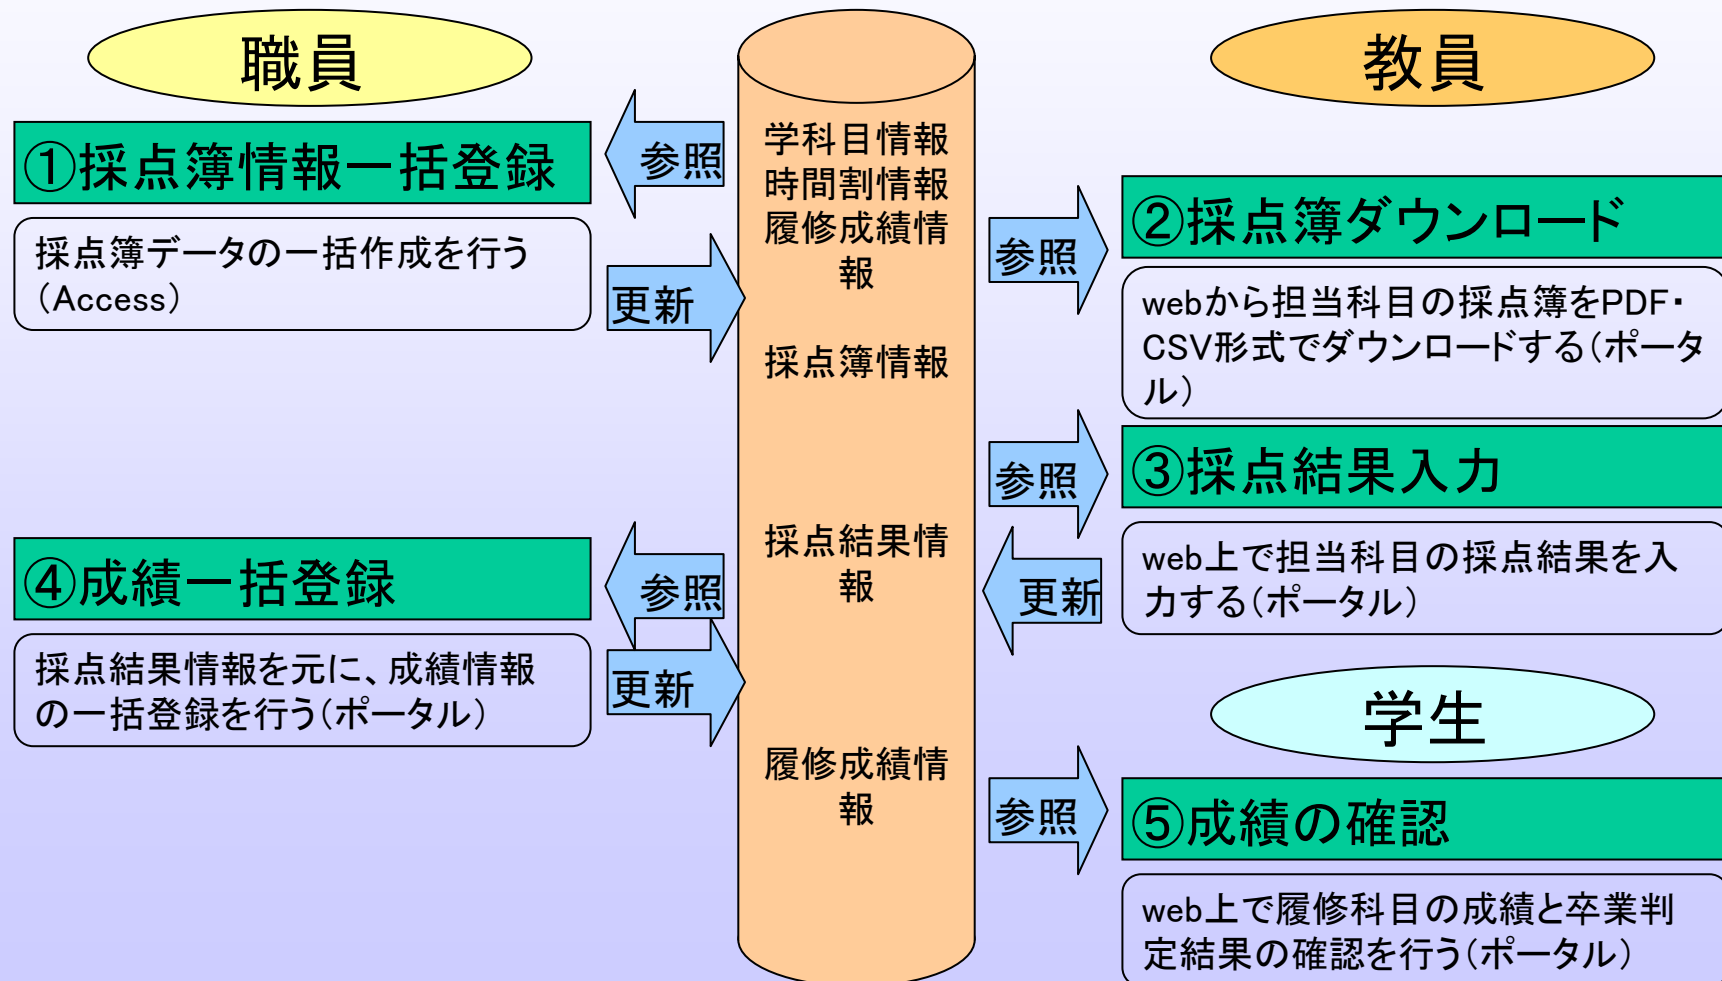 職員
①採点簿情報一括登録
採点簿データの一括作成を行う
（Access）
参照
更新
④成績一括登録
採点結果情報を元に、成績情報
の一括登録を行う（ポータル）
参照
更新
学科目情報
時間割情報
履修成績情
報
採点簿情報
採点結果情
報
履修成績情
報
教員
参照
②採点簿ダウンロード
webから担当科目の採点簿をPDF・
CSV形式でダウンロードする（ポータ
ル）
参照
③採点結果入力
更新
web上で担当科目の採点結果を入
力する（ポータル）
学生
参照
⑤成績の確認
web上で履修科目の成績と卒業判
定結果の確認を行う（ポータル）